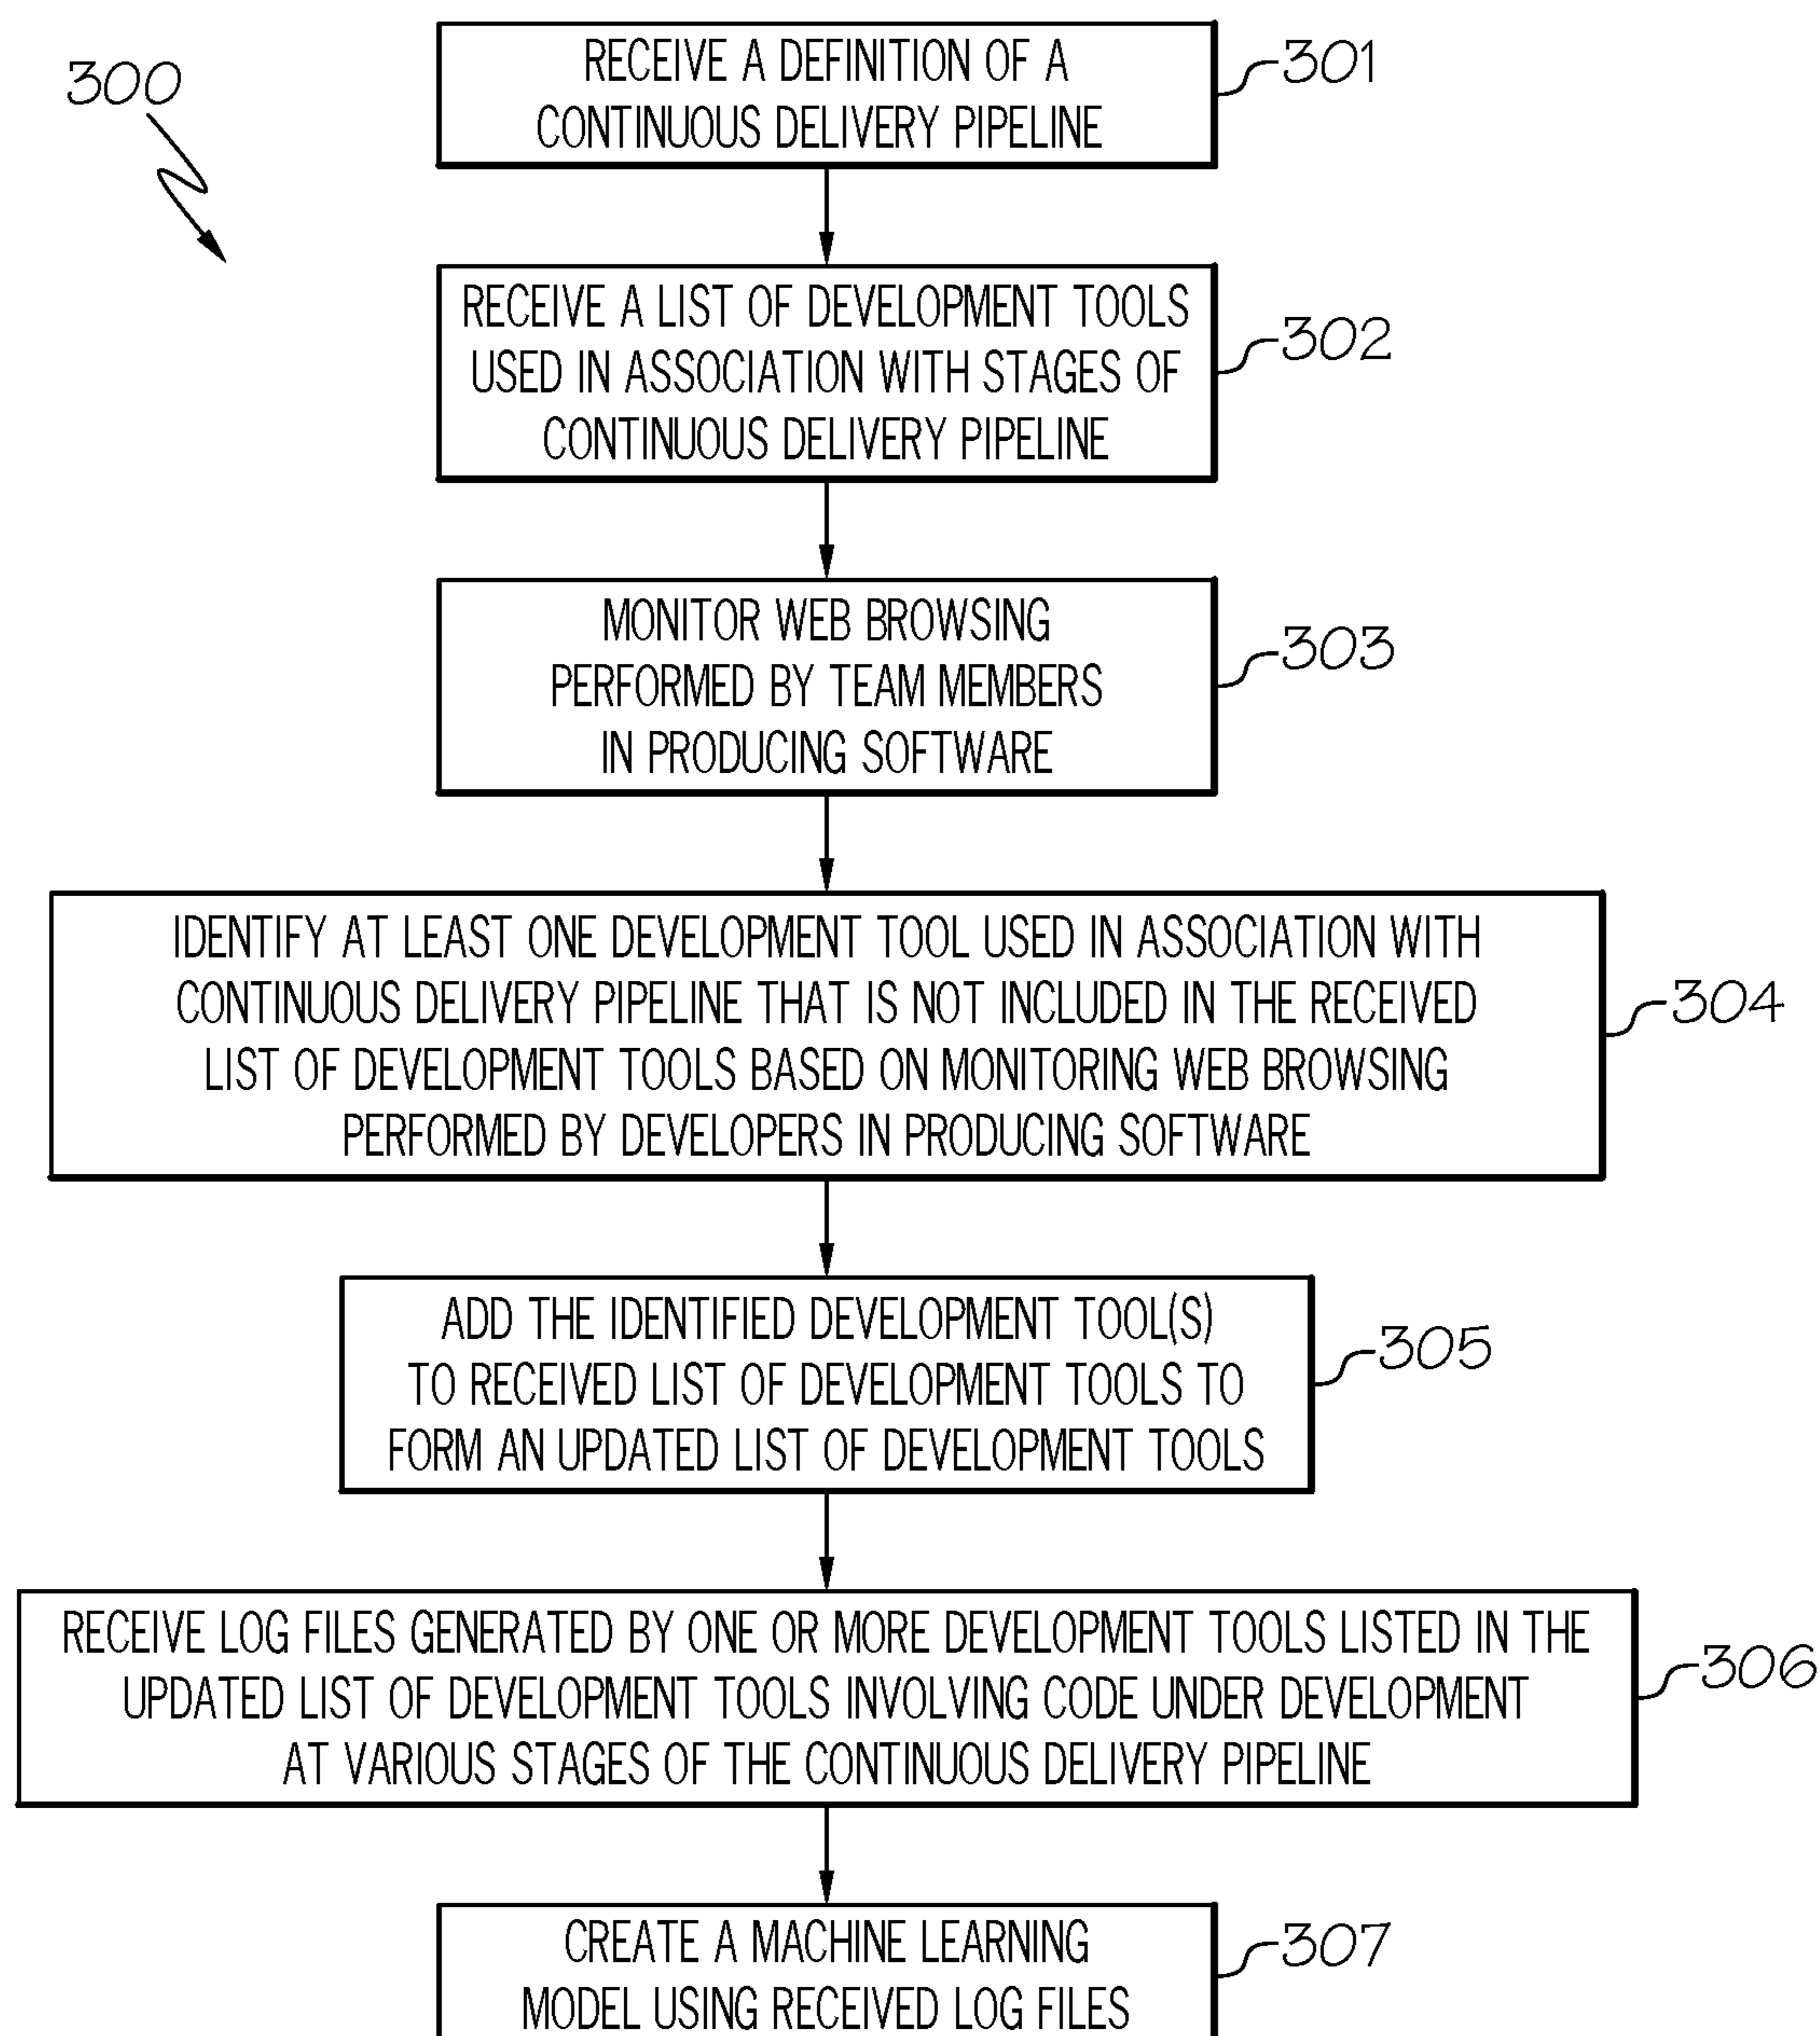 300
RECEIVE A DEFINITION OF A
CONTINUOUS DELIVERY PIPELINE
301
RECEIVE A LIST OF DEVELOPMENT TOOLS
USED IN ASSOCIATION WITH STAGES OF
CONTINUOUS DELIVERY PIPELINE
302
MONITOR WEB BROWSING
PERFORMED BY TEAM MEMBERS
IN PRODUCING SOFTWARE
303
IDENTIFY AT LEAST ONE DEVELOPMENT TOOL USED IN ASSOCIATION WITH
CONTINUOUS DELIVERY PIPELINE THAT IS NOT INCLUDED IN THE RECEIVED
LIST OF DEVELOPMENT TOOLS BASED ON MONITORING WEB BROWSING
PERFORMED BY DEVELOPERS IN PRODUCING SOFTWARE
304
ADD THE IDENTIFIED DEVELOPMENT TOOL(S)
TO RECEIVED LIST OF DEVELOPMENT TOOLS TO
FORM AN UPDATED LIST OF DEVELOPMENT TOOLS
305
RECEIVE LOG FILES GENERATED BY ONE OR MORE DEVELOPMENT TOOLS LISTED IN THE
UPDATED LIST OF DEVELOPMENT TOOLS INVOLVING CODE UNDER DEVELOPMENT
AT VARIOUS STAGES OF THE CONTINUOUS DELIVERY PIPELINE
306
CREATE A MACHINE LEARNING
MODEL USING RECEIVED LOG FILES
307